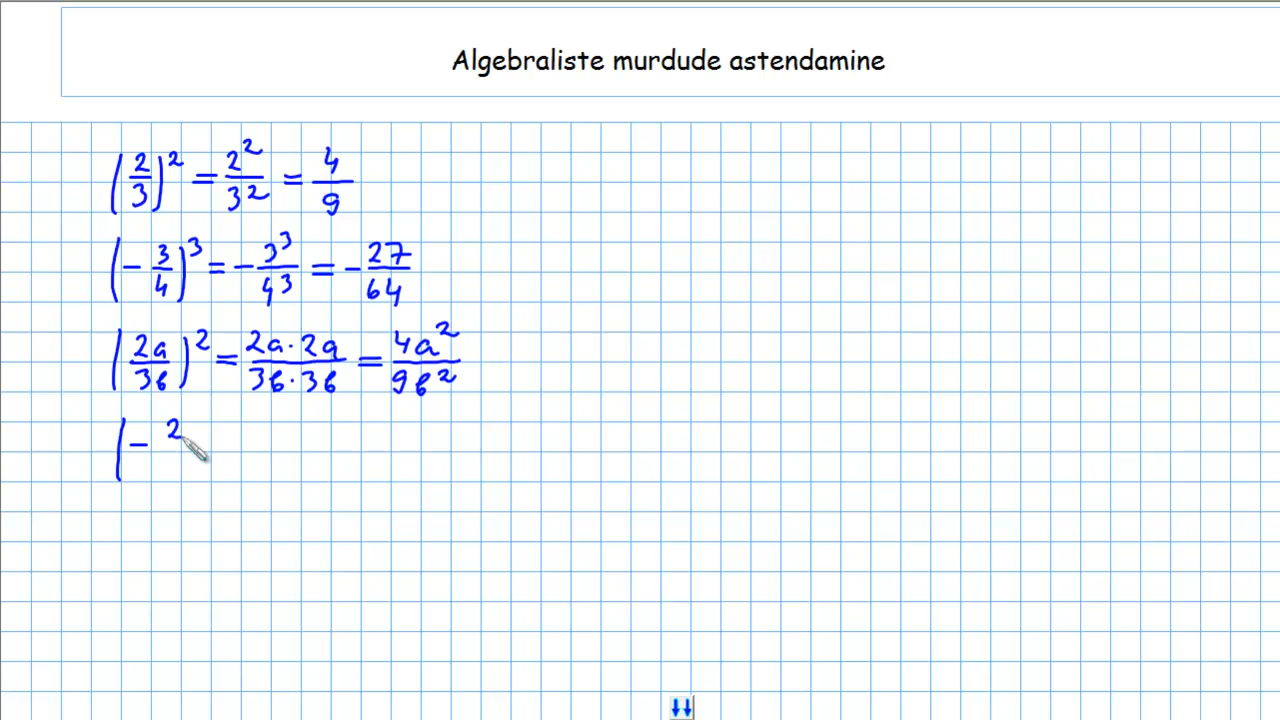 Algebraliste murdude astendamine
(2/3)² = 2²/3² = 4/9
(- 3/4)³ = - 3³/4³ = - 27/64
(2a/3b)² = 2a·2a/3b·3b = 4a²/9b²
(- 2